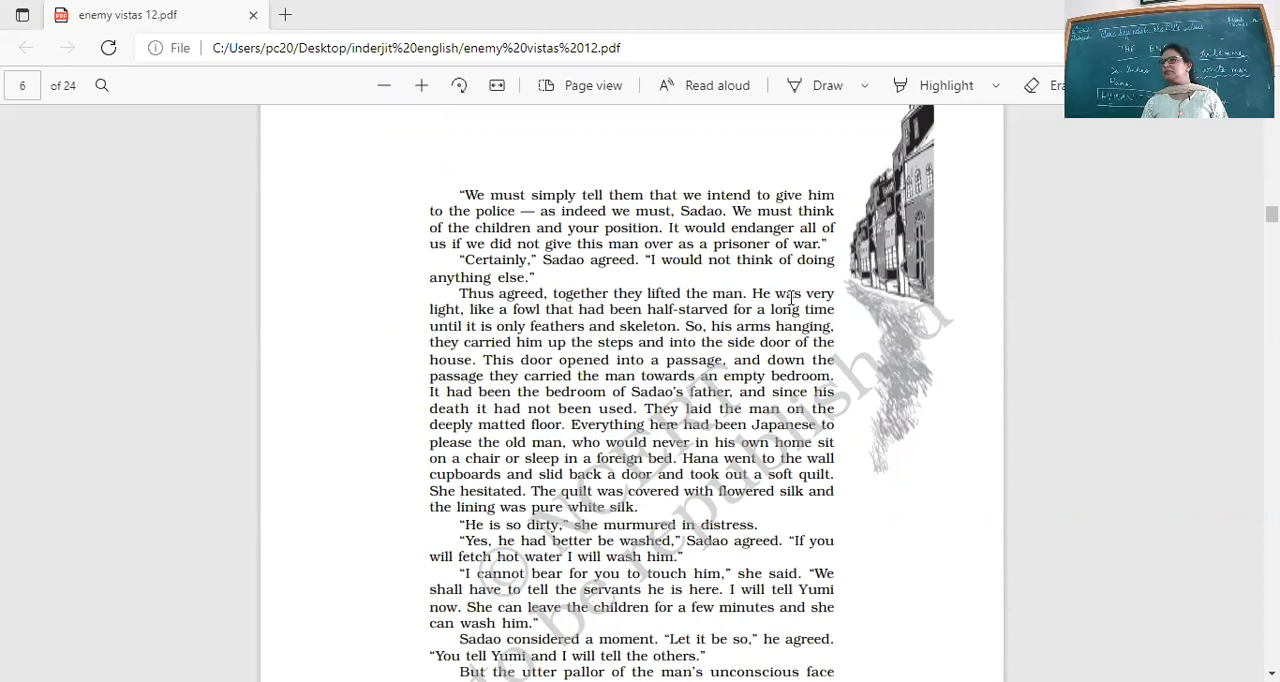 enemy vistas 12.pdf
File
C:/Users/pc20/Desktop/inderjit%20english/enemy%20vistas%2012.pdf
6 of 24
Page view
Read aloud
Draw
Highlight
Era
THE
white man
"We must simply tell them that we intend to give him
to the police — as indeed we must, Sadao. We must think
of the children and your position. It would endanger all of
us if we did not give this man over as a prisoner of war."
"Certainly," Sadao agreed. "I would not think of doing
anything else."
Thus agreed, together they lifted the man. He was very
light, like a fowl that had been half-starved for a long time
until it is only feathers and skeleton. So, his arms hanging,
they carried him up the steps and into the side door of the
house. This door opened into a passage, and down the
passage they carried the man towards an empty bedroom.
It had been the bedroom of Sadao's father, and since his
death it had not been used. They laid the man on the
deeply matted floor. Everything here had been Japanese to
please the old man, who would never in his own home sit
on a chair or sleep in a foreign bed. Hana went to the wall
cupboards and slid back a door and took out a soft quilt.
She hesitated. The quilt was covered with flowered silk and
the lining was pure white silk.
"He is so dirty," she murmured in distress.
"Yes, he had better be washed," Sadao agreed. "If you
will fetch hot water I will wash him."
"I cannot bear for you to touch him," she said. "We
shall have to tell the servants he is here. I will tell Yumi
now. She can leave the children for a few minutes and she
can wash him."
Sadao considered a moment. "Let it be so," he agreed.
"You tell Yumi and I will tell the others."
But the utter pallor of the man's unconscious face
© NCERT
to be republished